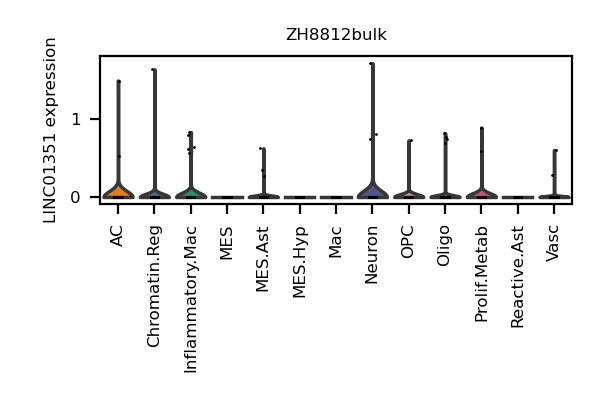 ZH8812bulk
LINC01351 expression
1
0
AC
Chromatin.Reg
Inflammatory.Mac
MES
MES.Ast
MES.Hyp
Mac
Neuron
OPC
Oligo
Prolif.Metab
Reactive.Ast
Vasc